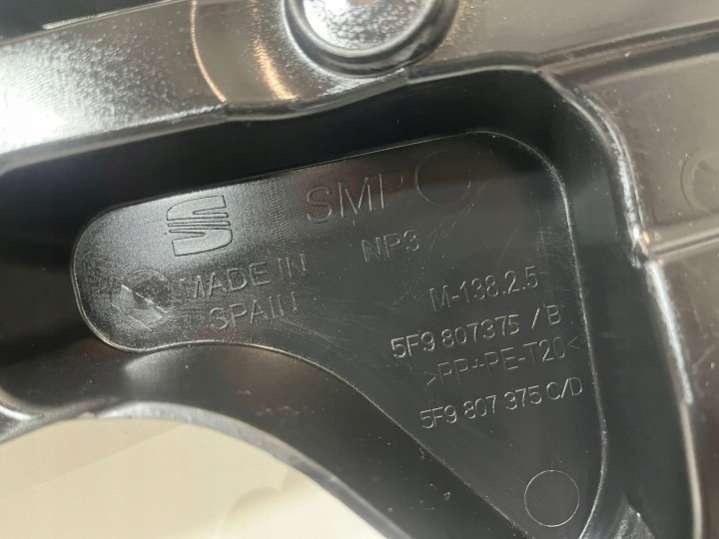 SMP
NP3
MADE IN
SPAIN
M-138.2.5
5F9 807375 /B
>PP+PE-T20<
5F9 807 375 C/D